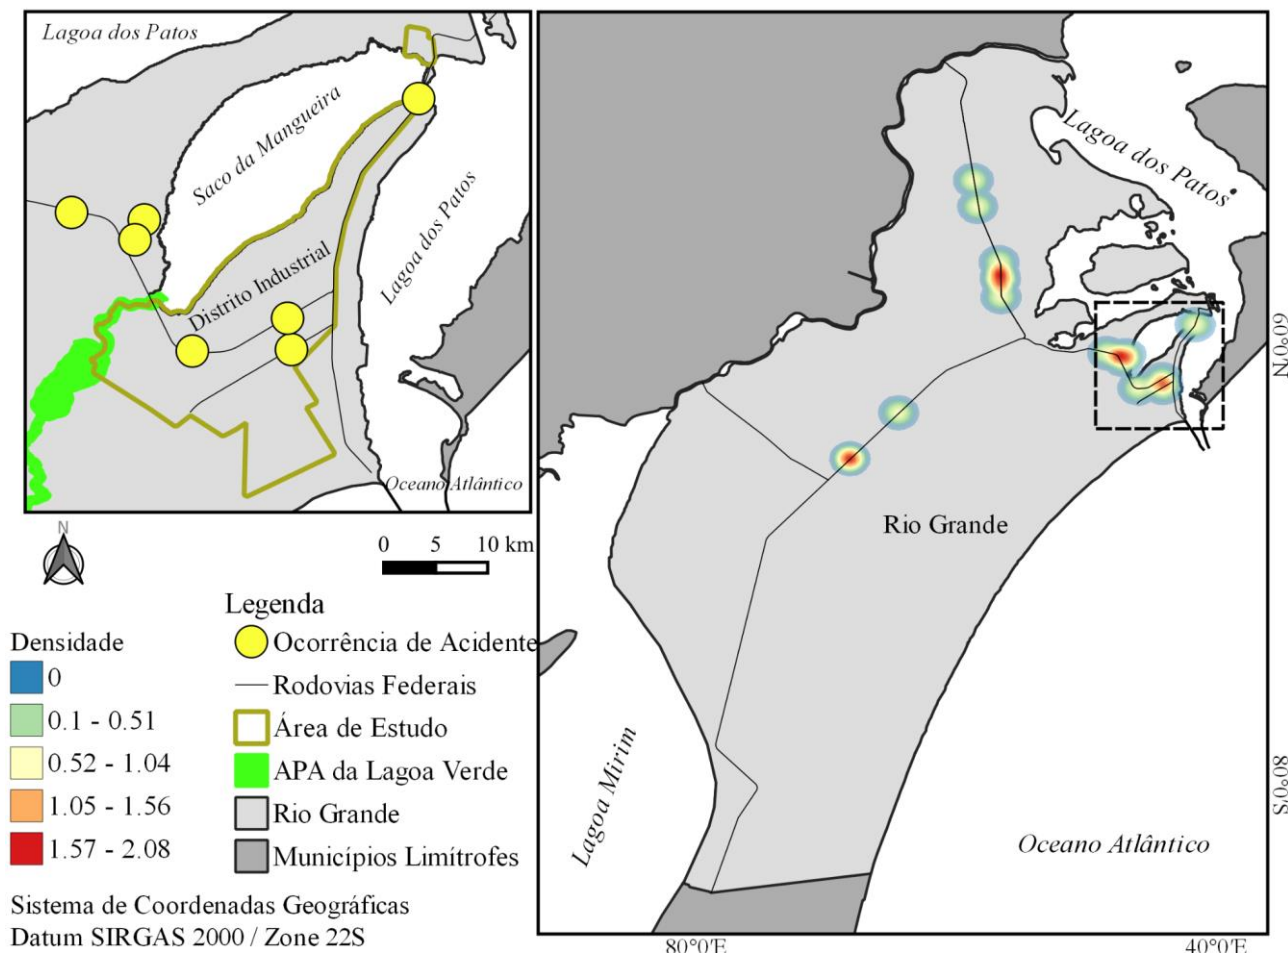 Lagoa dos Patos
Saco da Mangueira
Lagoa dos Patos
Distrito Industrial
Oceano Atlântico
N
0 5 10 km
Legenda
Ocorrência de Acidente
Rodovias Federais
Área de Estudo
APA da Lagoa Verde
Rio Grande
Municípios Limítrofes
Densidade
0
0.1 - 0.51
0.52 - 1.04
1.05 - 1.56
1.57 - 2.08
Sistema de Coordenadas Geográficas
Datum SIRGAS 2000 / Zone 22S
Lagoa dos Patos
Rio Grande
Lagoa Mirim
Oceano Atlântico
60°0'N
80°0'S
80°0'E
40°0'E